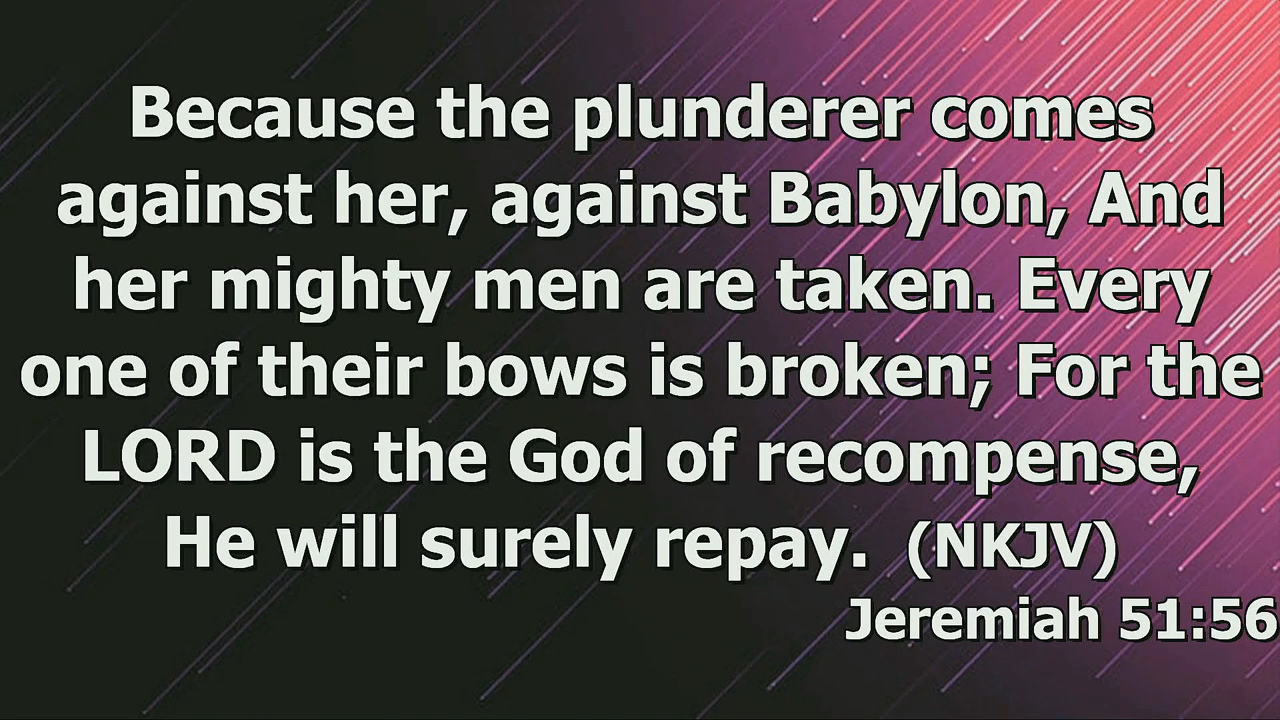 Because the plunderer comes
against her, against Babylon, And
her mighty men are taken. Every
one of their bows is broken; For the
LORD is the God of recompense,
He will surely repay. (NKJV)
Jeremiah 51:56